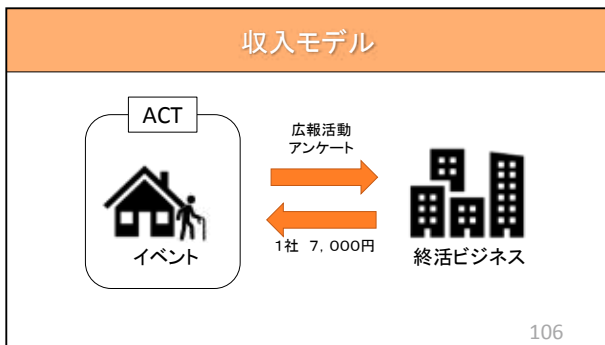 収入モデル
ACT
広報活動
アンケート
イベント
1社 7,000円
終活ビジネス
106